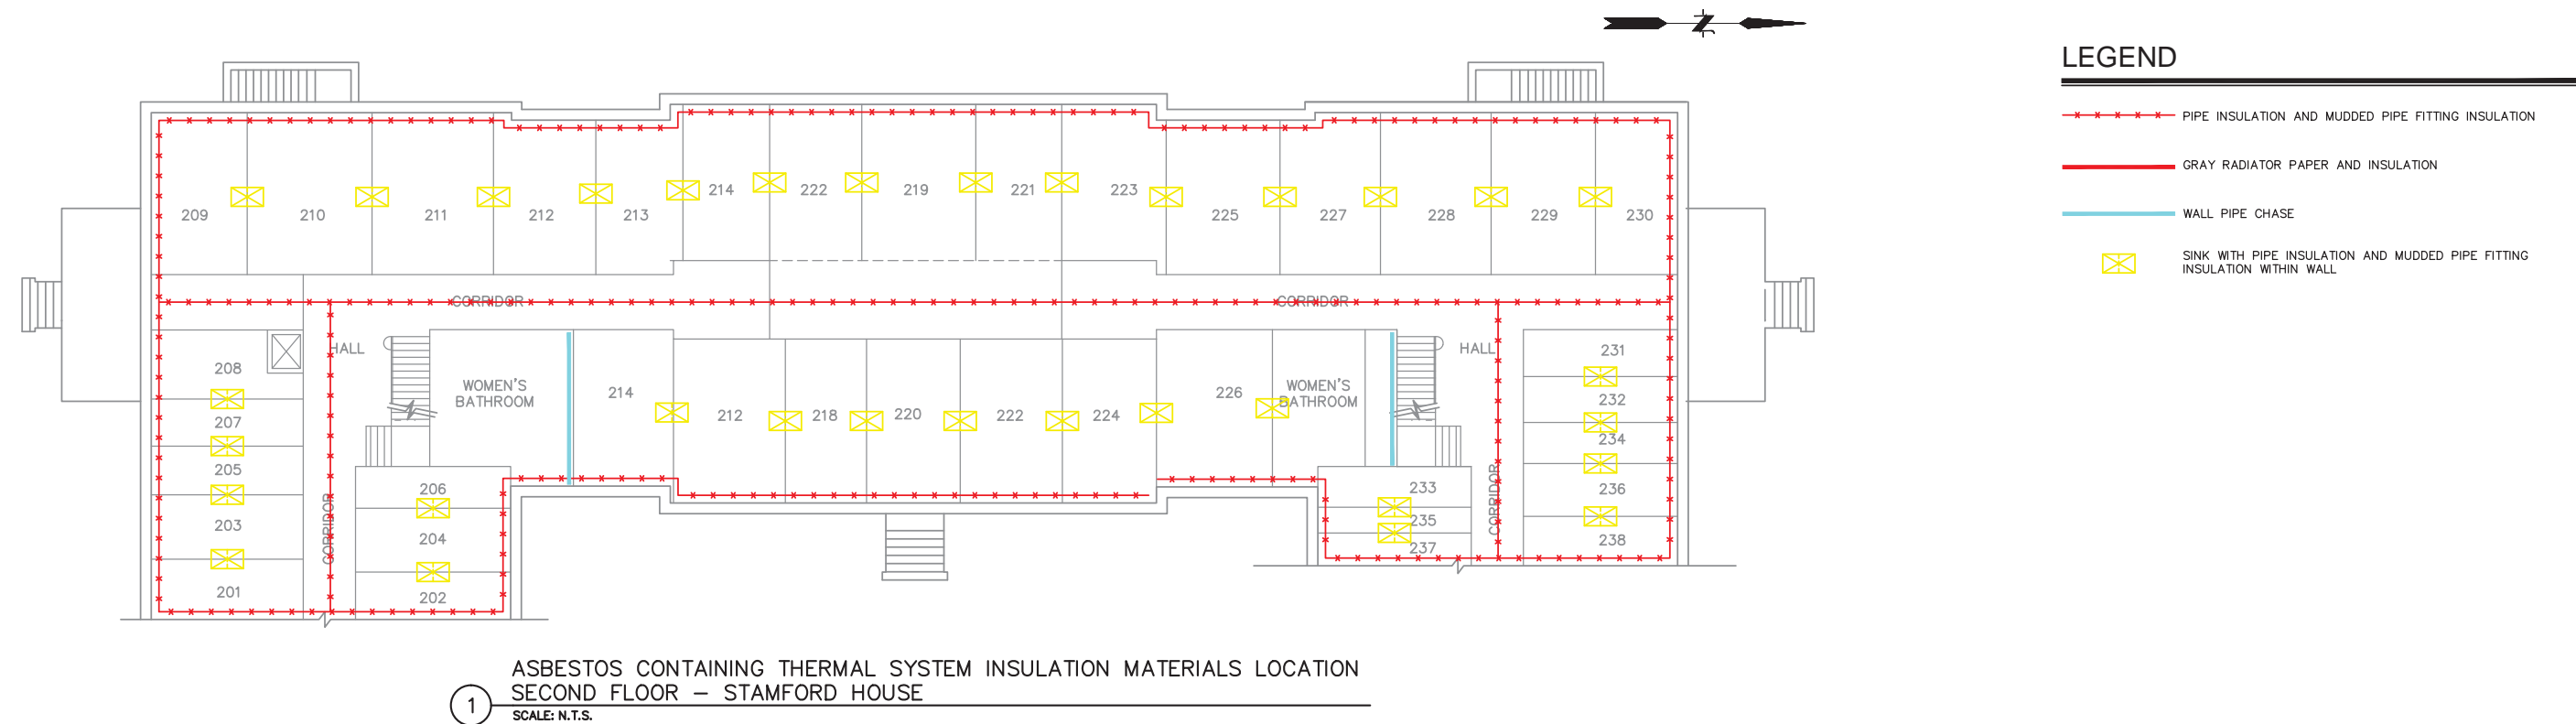 Z
LEGEND
PIPE INSULATION AND MUDDED PIPE FITTING INSULATION
GRAY RADIATOR PAPER AND INSULATION
WALL PIPE CHASE
SINK WITH PIPE INSULATION AND MUDDED PIPE FITTING
INSULATION WITHIN WALL
214 222 219 221 223
209 210 211 212 213 225 227 228 229 230
CORRIDOR CORRIDOR
HALL HALL 231
208
WOMEN'S WOMEN'S
BATHROOM BATHROOM
214 226
232
212 218 220 222 224
207
234
205
206 233 236
203 235
CORRIDOR CORRIDOR
204 237 238
201 202
ASBESTOS CONTAINING THERMAL SYSTEM INSULATION MATERIALS LOCATION
SECOND FLOOR – STAMFORD HOUSE
1
SCALE: N.T.S.